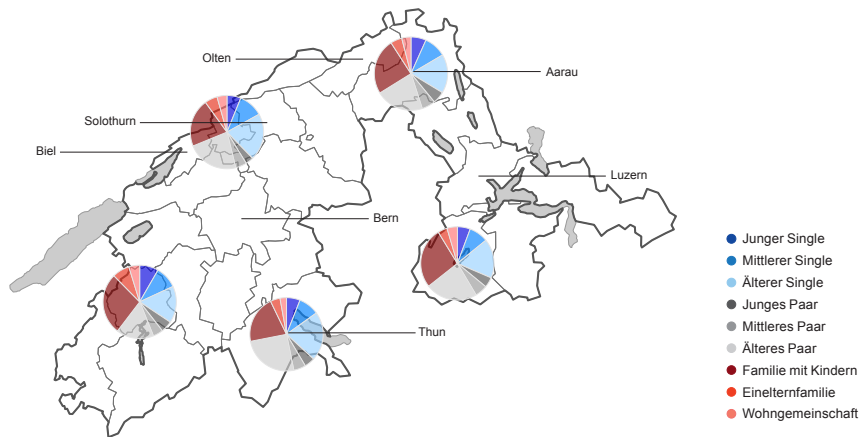 Olten
Aarau
Solothurn
Biel
Luzern
Bern
Thun
Junger Single
Mittlerer Single
Älterer Single
Junges Paar
Mittleres Paar
Älteres Paar
Familie mit Kindern
Einelternfamilie
Wohngemeinschaft